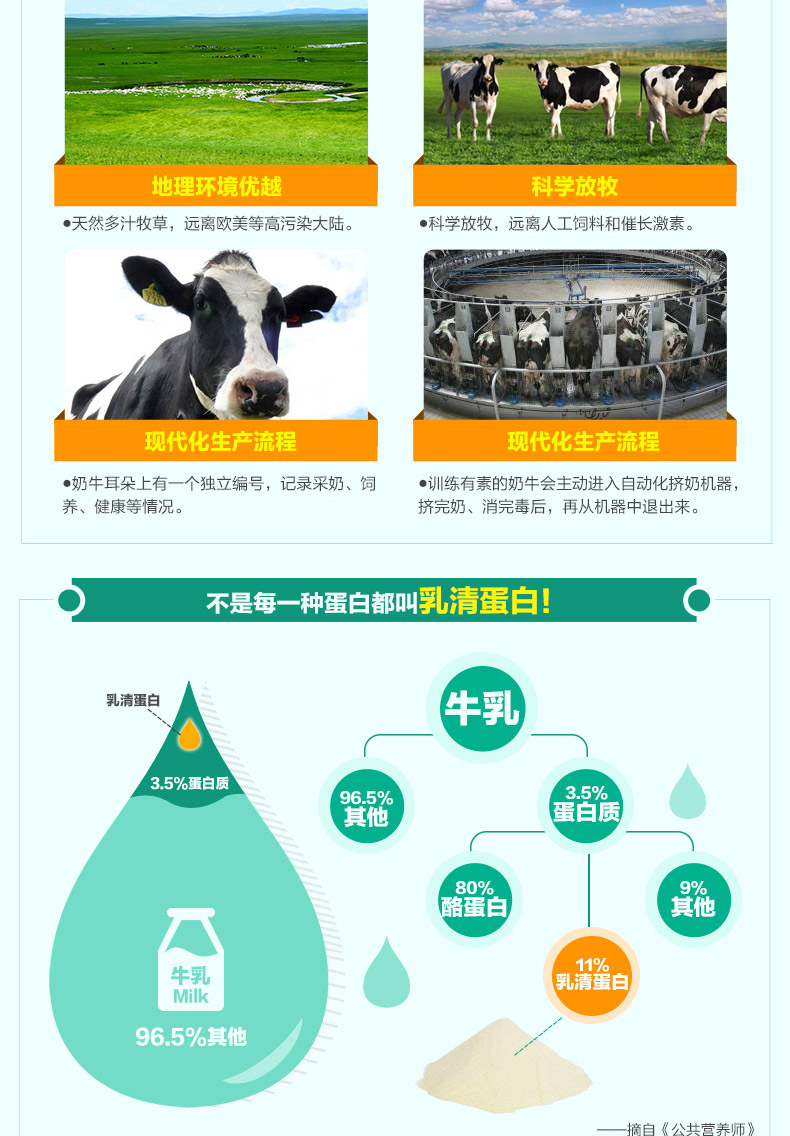 地理环境优越
科学放牧
●天然多汁牧草，远离欧美等高污染大陆。
●科学放牧，远离人工饲料和催长激素。
现代化生产流程
现代化生产流程
●奶牛耳朵上有一个独立编号，记录采奶、饲
养、健康等情况。
●训练有素的奶牛会主动进入自动化挤奶机器，
挤完奶、消完毒后，再从机器中退出来。
不是每一种蛋白都叫乳清蛋白！
乳清蛋白
3.5%蛋白质
牛乳
Milk
96.5%其他
牛乳
96.5%
其他
3.5%
蛋白质
80%
酪蛋白
9%
其他
11%
乳清蛋白
——摘自《公共营养师》